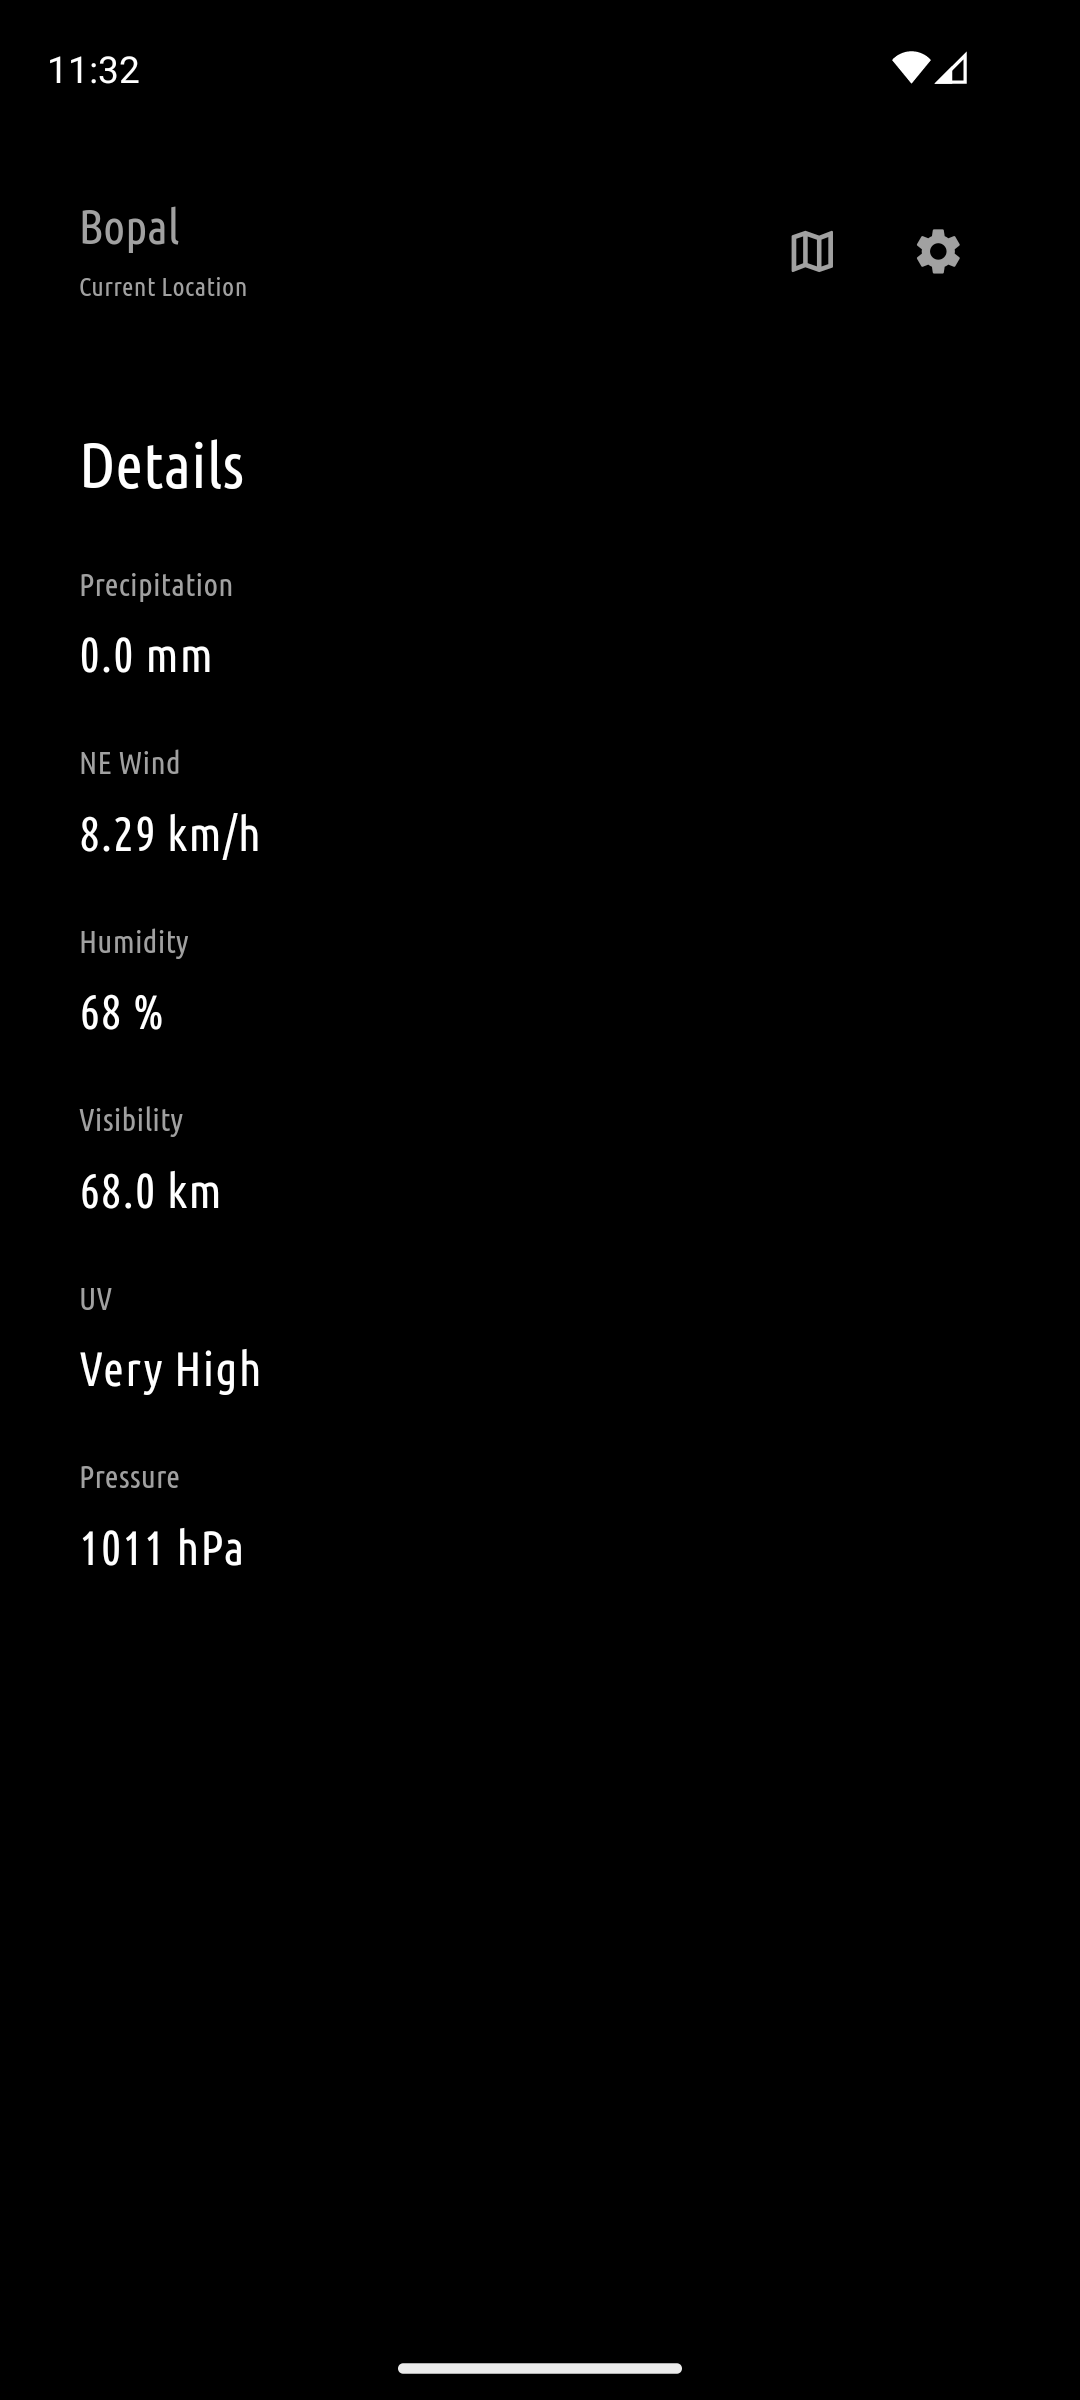 11:32
Bopal
Current Location
Details
Precipitation
0.0 mm
NE Wind
8.29 km/h
Humidity
68 %
Visibility
68.0 km
UV
Very High
Pressure
1011 hPa